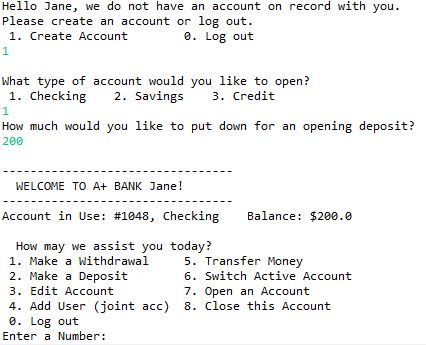 Hello Jane, we do not have an account on record with you.
Please create an account or log out.
1. Create Account 0. Log out
1
What type of account would you like to open?
1. Checking 2. Savings 3. Credit
1
How much would you like to put down for an opening deposit?
200
--------------------------------
WELCOME TO A+ BANK Jane!
--------------------------------
Account in Use: #1048, Checking Balance: $200.0
How may we assist you today?
1. Make a Withdrawal 5. Transfer Money
2. Make a Deposit 6. Switch Active Account
3. Edit Account 7. Open an Account
4. Add User (joint acc) 8. Close this Account
0. Log out
Enter a Number: